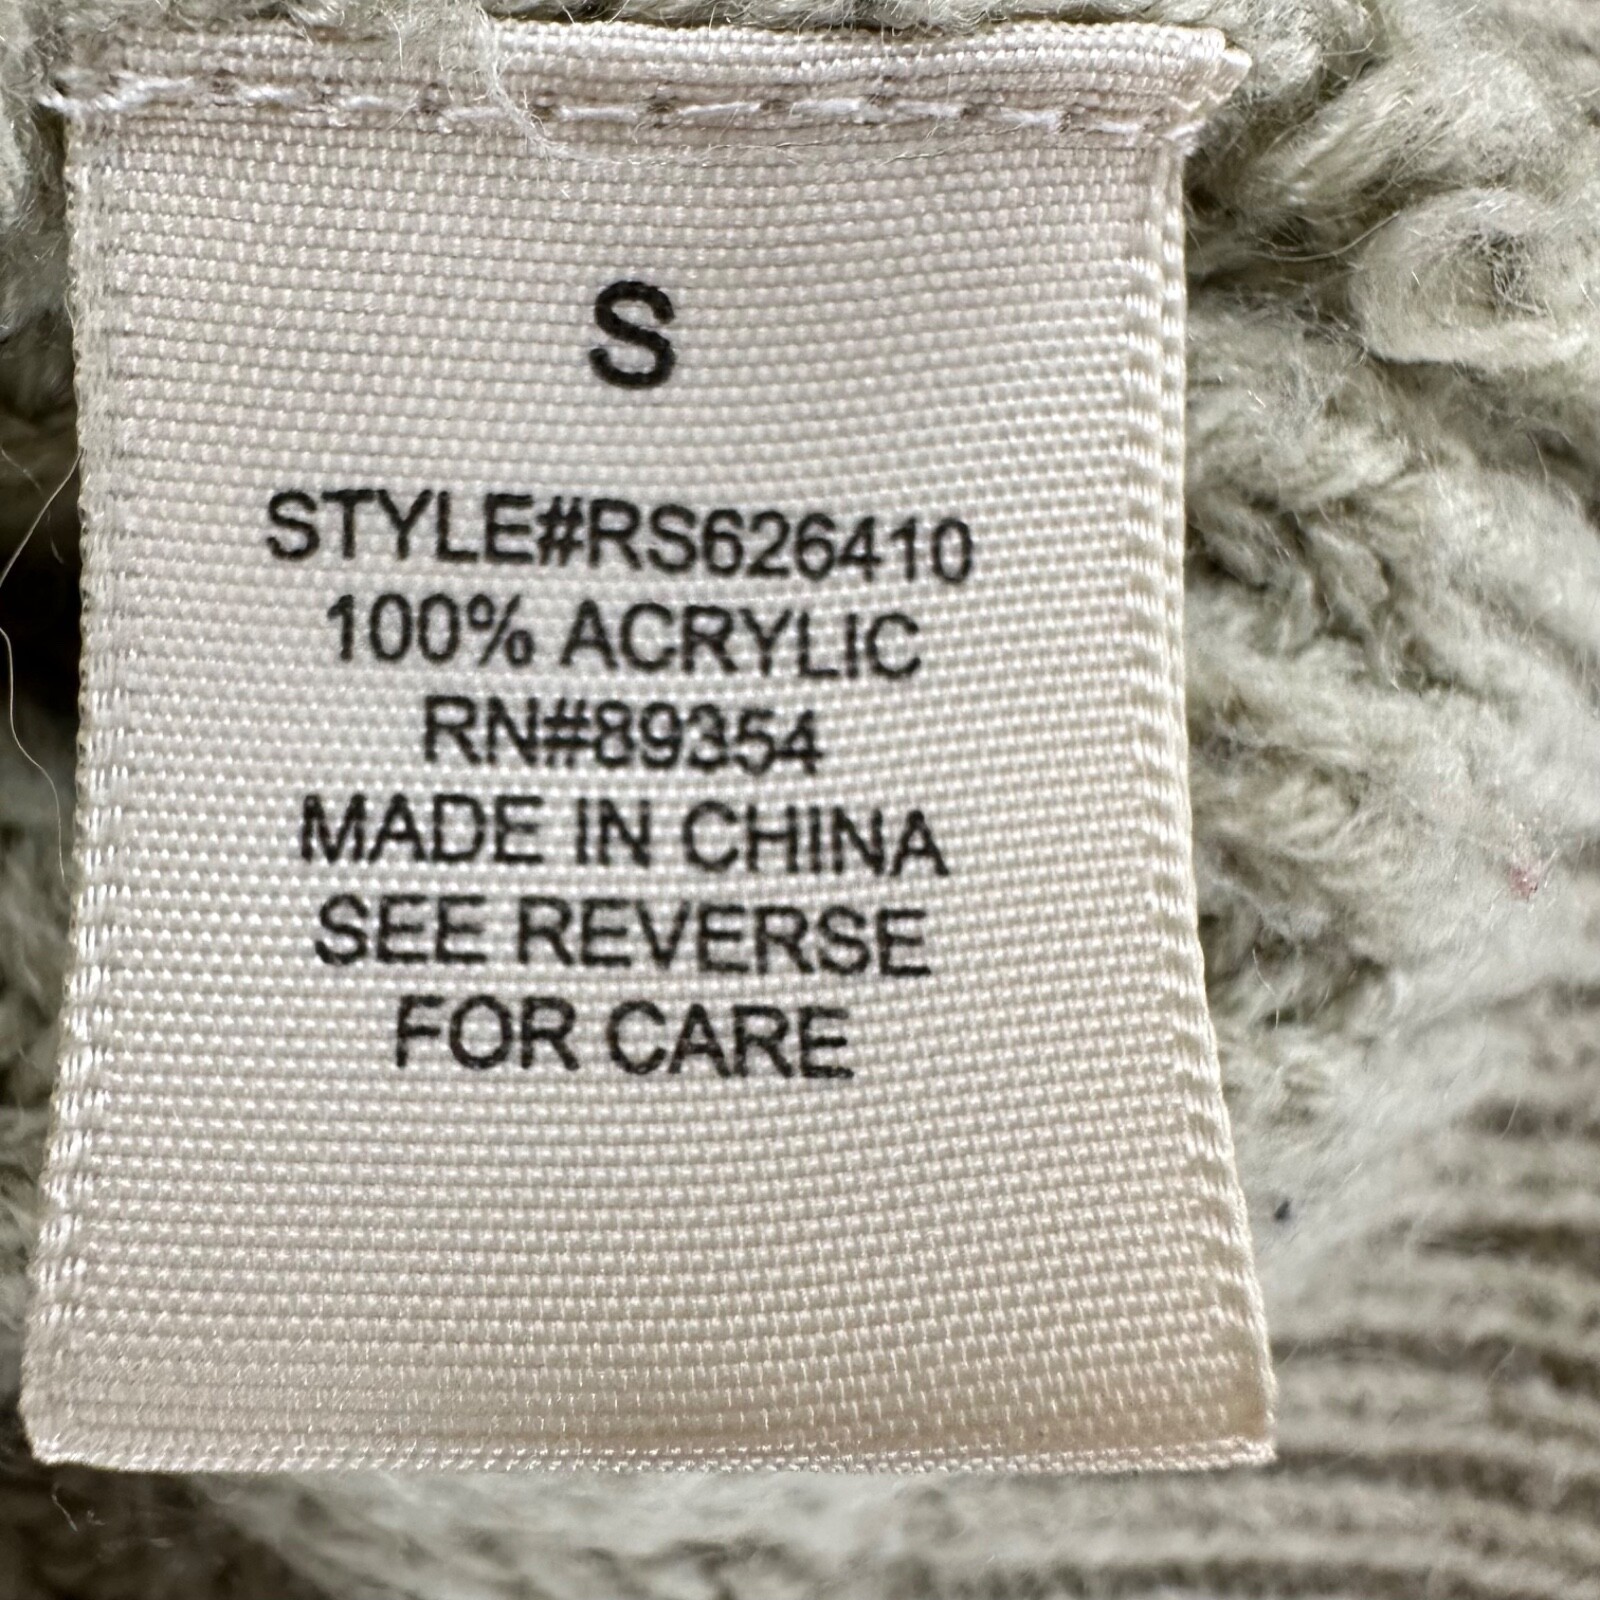 S
STYLE#RS626410
100% ACRYLIC
RN#89354
MADE IN CHINA
SEE REVERSE
FOR CARE